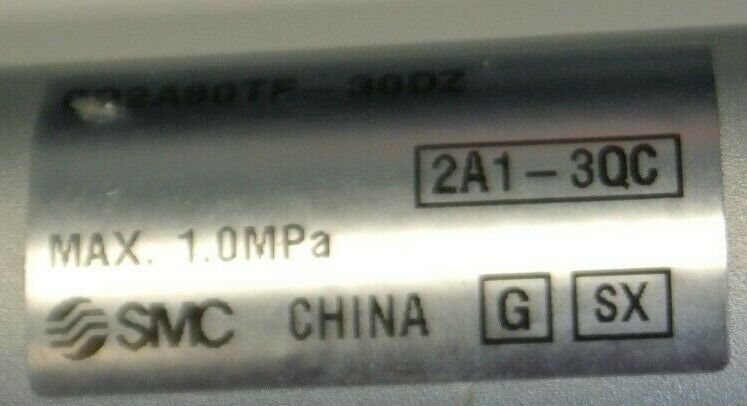 2A1-3QC
MAX. 1.0MPa
SMC CHINA G SX